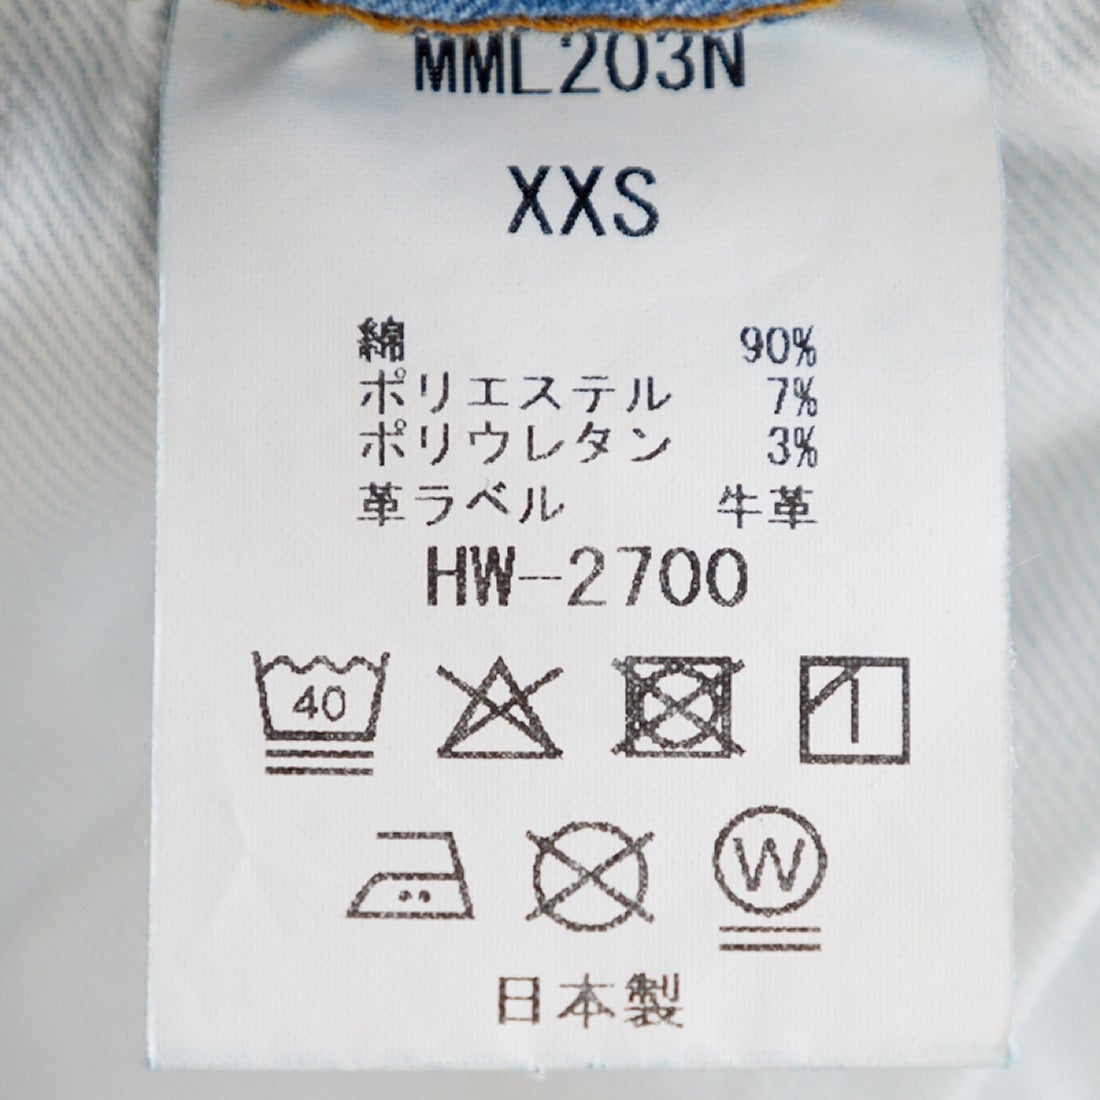 MML203N
XXS
綿 90%
ポリエステル 7%
ポリウレタン 3%
革ラベル 牛革
HW-2700
40
W
日本製